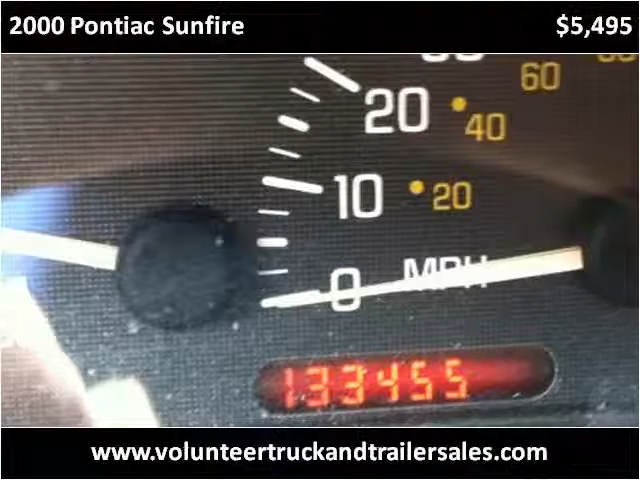 2000 Pontiac Sunfire $5,495
60
20 40
10 20
0 MPH
133455
www.volunteertruckandtrailersales.com